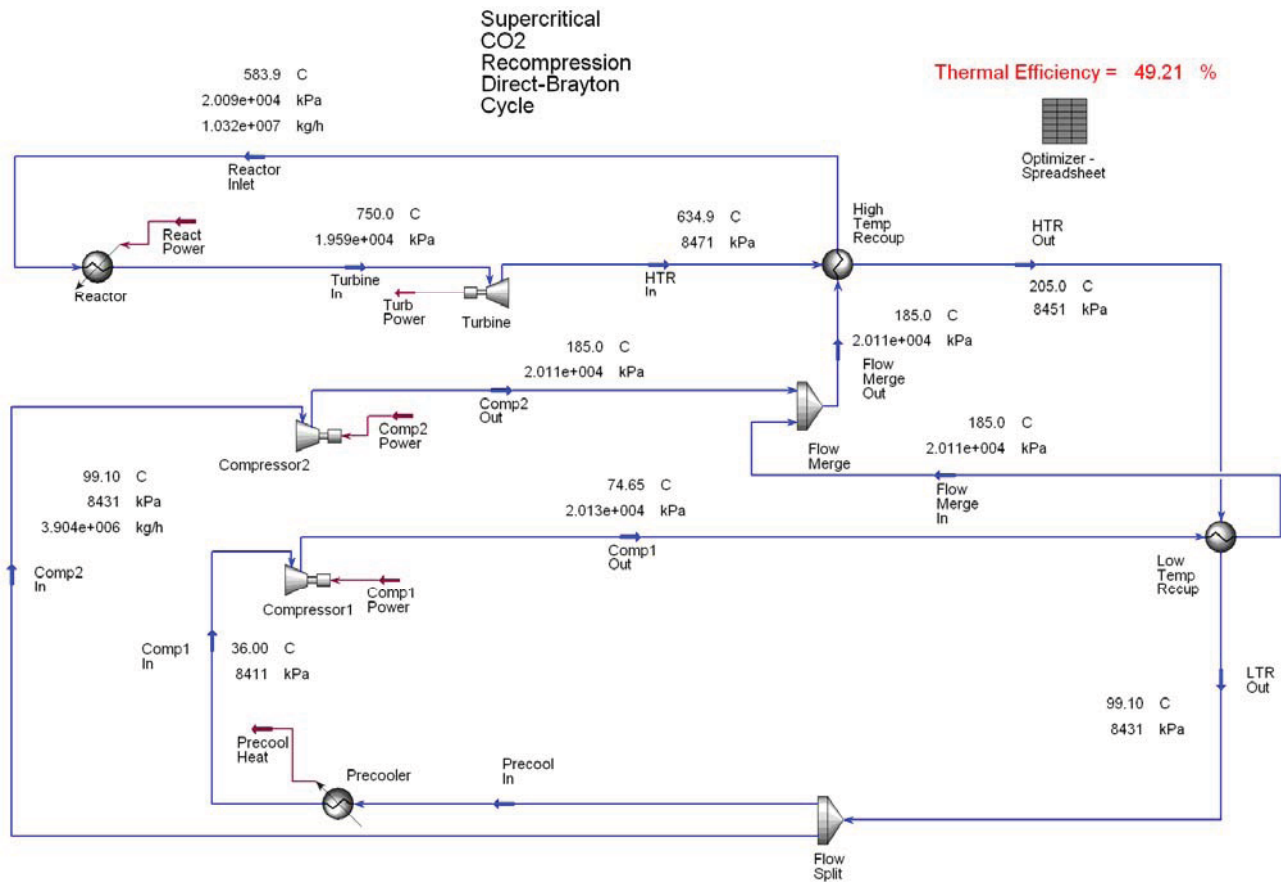 Supercritical
CO2
Recompression
Direct-Brayton
Cycle
Thermal Efficiency = 49.21 %
Optimizer -
Spreadsheet
583.9 C
2.009e+004 kPa
1.032e+007 kg/h
Reactor
Inlet
React
Power
Reactor
750.0 C
1.959e+004 kPa
Turbine
In
Turb
Power
Turbine
634.9 C
8471 kPa
HTR
In
High
Temp
Recoup
HTR
Out
205.0 C
8451 kPa
185.0 C
2.011e+004 kPa
Flow
Merge
Out
185.0 C
2.011e+004 kPa
Comp2
Out
Comp2
Power
Compressor2
Flow
Merge
185.0 C
2.011e+004 kPa
Flow
Merge
In
99.10 C
8431 kPa
3.904e+006 kg/h
Comp2
In
74.65 C
2.013e+004 kPa
Comp1
Out
Comp1
Power
Compressor1
Low
Temp
Rccup
Comp1
In
36.00 C
8411 kPa
LTR
Out
99.10 C
8431 kPa
Precool
Heat
Precooler
Precool
In
Flow
Split